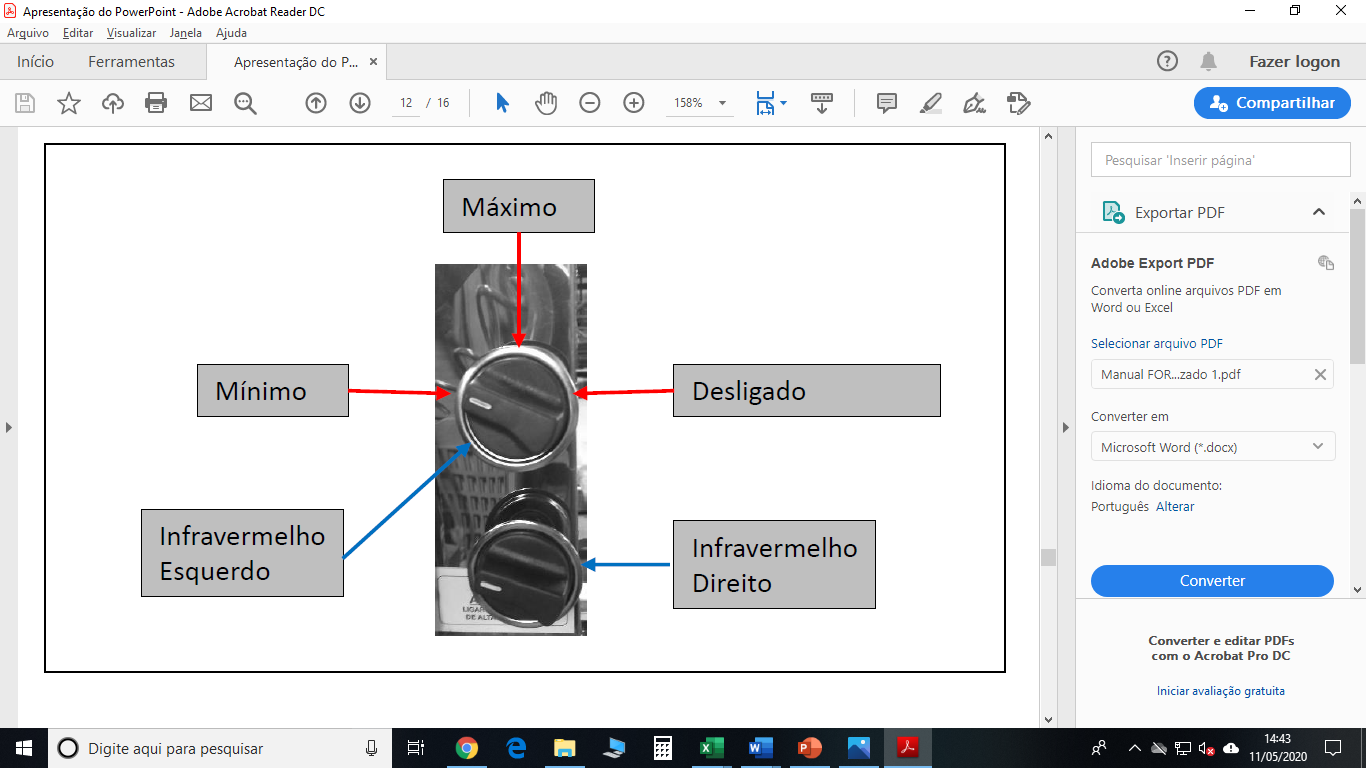 Apresentação do PowerPoint - Adobe Acrobat Reader DC
Arquivo Editar Visualizar Janela Ajuda
Início Ferramentas Apresentação do P... ×
Fazer logon
12 / 16
158%
Compartilhar
Máximo
Mínimo
Desligado
Infravermelho
Esquerdo
Infravermelho
Direito
LIGAR
DE ALTA
Pesquisar 'Inserir página'
Exportar PDF
Adobe Export PDF
Converta online arquivos PDF em
Word ou Excel
Selecionar arquivo PDF
Manual FOR...zado 1.pdf
Converter em
Microsoft Word (*.docx)
Idioma do documento:
Português Alterar
Converter
Converter e editar PDFs
com o Acrobat Pro DC
Iniciar avaliação gratuita
Digite aqui para pesquisar
14:43
11/05/2020